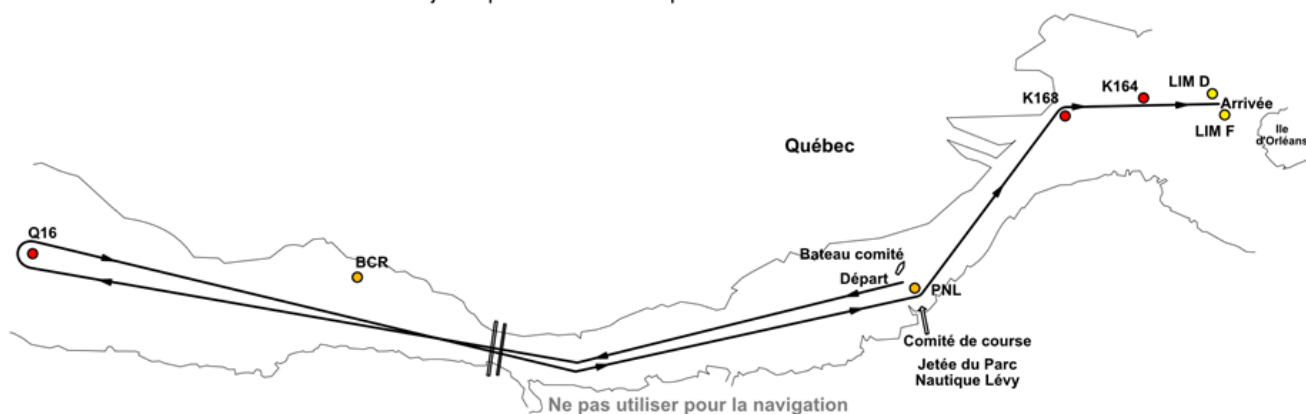 LIM D
K164
K168
Arrivée
LIM F
Ile
d'Orléans
Québec
Q16
BCR
Bateau comité
Départ
PNL
Comité de course
Jetée du Parc
Nautique Lévy
Ne pas utiliser pour la navigation